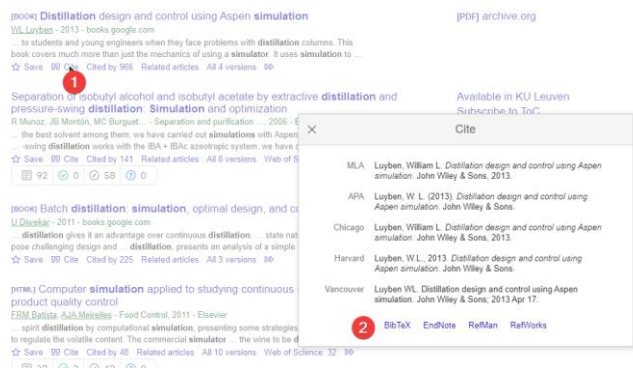 [BOOK] Distillation design and control using Aspen simulation
[PDF] archive.org
WL Luyben - 2013 - books.google.com
... to students and young engineers when they face problems with distillation columns. This
book covers much more than just the mechanics of using a simulator. It uses simulation to ...
Save Cite Cited by 966 Related articles All 4 versions
1
Separation of isobutyl alcohol and isobutyl acetate by extractive distillation and
pressure-swing distillation: Simulation and optimization
Available in KU Leuven
Subscribe to ToC
R Munoz, JB Montón, MC Burguet... - Separation and purification ..., 2006 - E
... the best solvent among them, we have carried out simulations with Aspen
...-swing distillation works with the IBA + IBAc azeotropic system, we have c
Save Cite Cited by 141 Related articles All 8 versions Web of S
92 0 58 0
[BOOK] Batch distillation: simulation, optimal design, and co
U Diwekar - 2011 - books.google.com
... distillation gives it an advantage over continuous distillation. ... state nat
pose challenging design and ... distillation, presents an analysis of a simple
Save Cite Cited by 225 Related articles All 3 versions
[HTML] Computer simulation applied to studying continuous
product quality control
FRM Batista, AJA Meirelles - Food Control, 2011 - Elsevier
... spirit distillation by computational simulation, presenting some strategies
to regulate the volatile content. The commercial simulator ... the wine to be d
Save Cite Cited by 48 Related articles All 10 versions Web of Science: 32
Cite
MLA Luyben, William L. Distillation design and control using Aspen
simulation. John Wiley & Sons, 2013.
APA Luyben, W. L. (2013). Distillation design and control using
Aspen simulation. John Wiley & Sons.
Chicago Luyben, William L. Distillation design and control using Aspen
simulation. John Wiley & Sons, 2013.
Harvard Luyben, W.L., 2013. Distillation design and control using
Aspen simulation. John Wiley & Sons.
Vancouver Luyben WL. Distillation design and control using Aspen
simulation. John Wiley & Sons; 2013 Apr 17.
2 BibTeX EndNote RefMan RefWorks